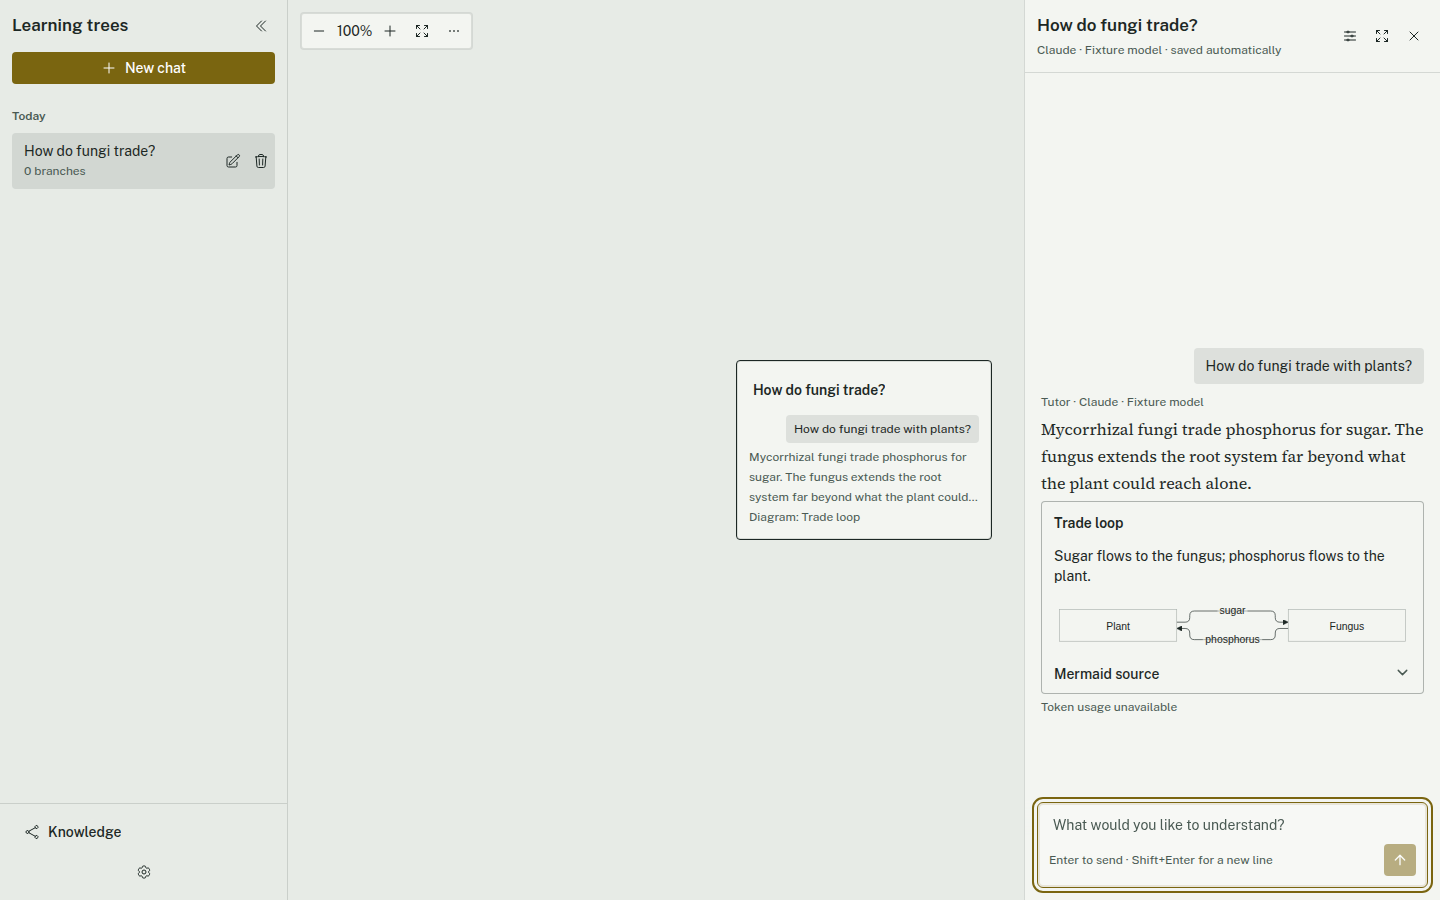 Learning trees
New chat
Today
How do fungi trade?
0 branches
Knowledge
100%
How do fungi trade?
How do fungi trade with plants?
Mycorrhizal fungi trade phosphorus for
sugar. The fungus extends the root
system far beyond what the plant could…
Diagram: Trade loop
How do fungi trade?
Claude · Fixture model · saved automatically
How do fungi trade with plants?
Tutor · Claude · Fixture model
Mycorrhizal fungi trade phosphorus for sugar. The
fungus extends the root system far beyond what
the plant could reach alone.
Trade loop
Sugar flows to the fungus; phosphorus flows to the
plant.
sugar
Plant
Fungus
phosphorus
Mermaid source
Token usage unavailable
What would you like to understand?
Enter to send · Shift+Enter for a new line